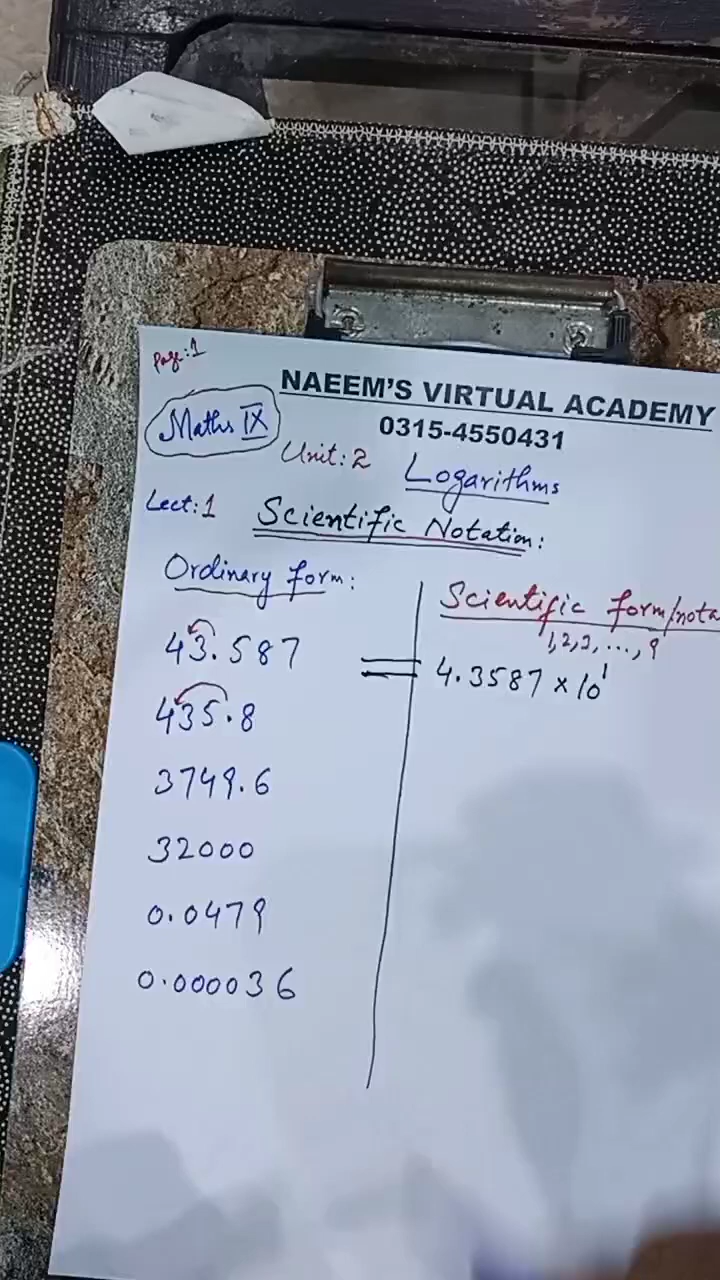 Page:1
NAEEM'S VIRTUAL ACADEMY
0315-4550431
Maths IX
Unit:2 Logarithms
Lect:1 Scientific Notation:
Ordinary form:
Scientific form/nota
1,2,3,...,9
43.587 = 4.3587 × 10¹
435.8
3749.6
32000
0.0479
0.000036